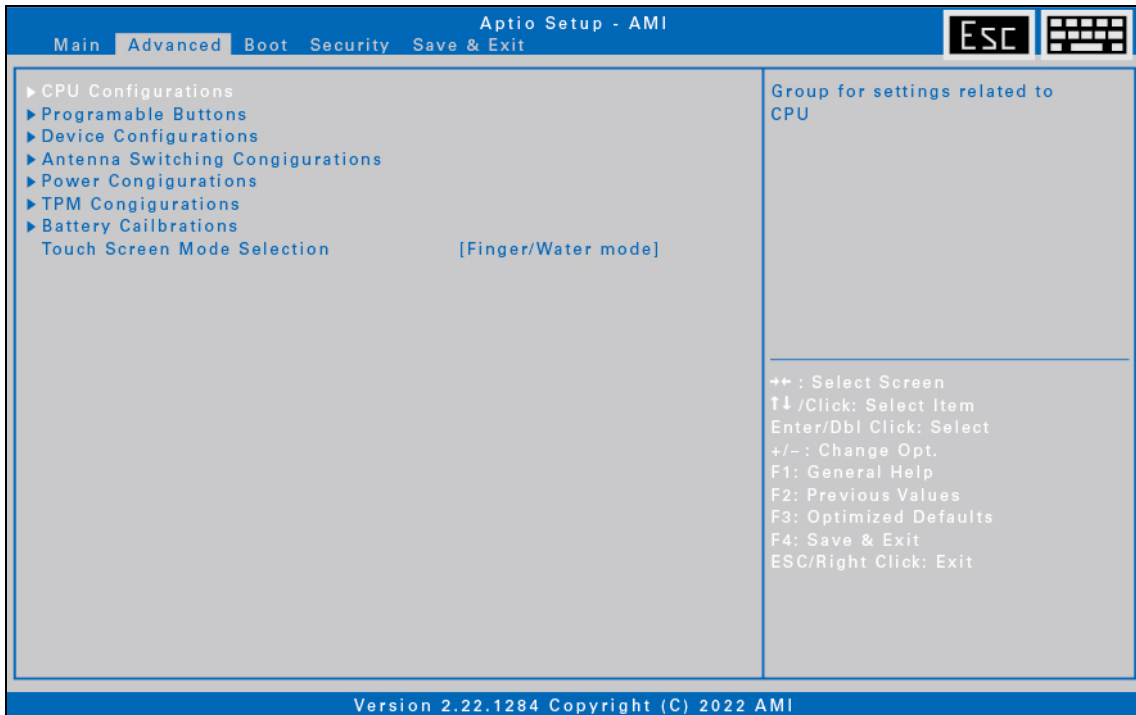 Aptio Setup - AMI
Main Advanced Boot Security Save & Exit
Esc
▶ CPU Configurations
▶ Programable Buttons
▶ Device Configurations
▶ Antenna Switching Congigurations
▶ Power Congigurations
▶ TPM Congigurations
▶ Battery Cailbrations
Touch Screen Mode Selection [Finger/Water mode]
Group for settings related to
CPU
→← : Select Screen
↑↓ /Click: Select Item
Enter/Dbl Click: Select
+/– : Change Opt.
F1: General Help
F2: Previous Values
F3: Optimized Defaults
F4: Save & Exit
ESC/Right Click: Exit
Version 2.22.1284 Copyright (C) 2022 AMI